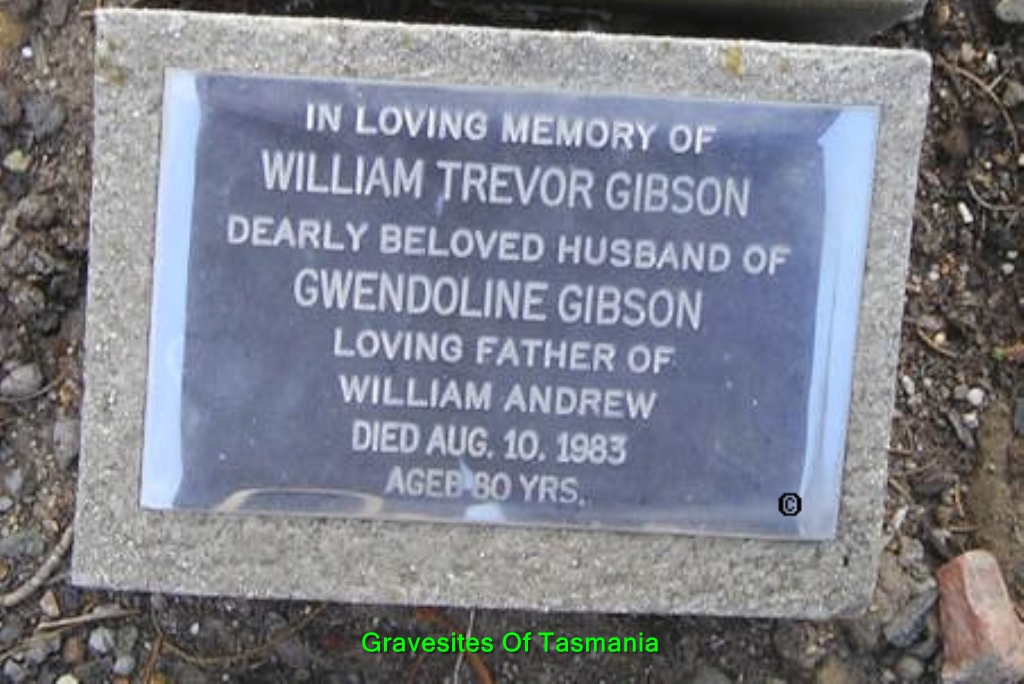 IN LOVING MEMORY OF
WILLIAM TREVOR GIBSON
DEARLY BELOVED HUSBAND OF
GWENDOLINE GIBSON
LOVING FATHER OF
WILLIAM ANDREW
DIED AUG. 10. 1983
AGED 80 YRS.
©
Gravesites Of Tasmania